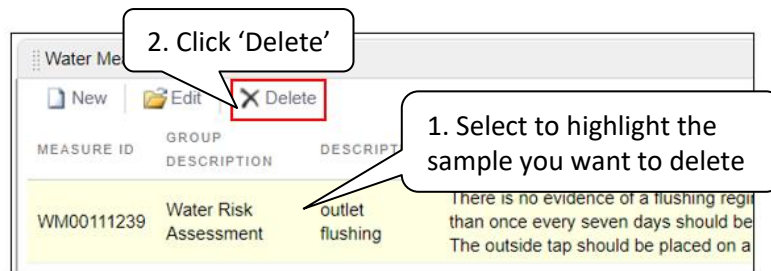 2. Click ‘Delete’
Water Me
New Edit Delete
1. Select to highlight the
sample you want to delete
MEASURE ID
GROUP
DESCRIPTION
DESCRIPT
WM00111239
Water Risk
Assessment
outlet
flushing
There is no evidence of a flushing regi
than once every seven days should be
The outside tap should be placed on a